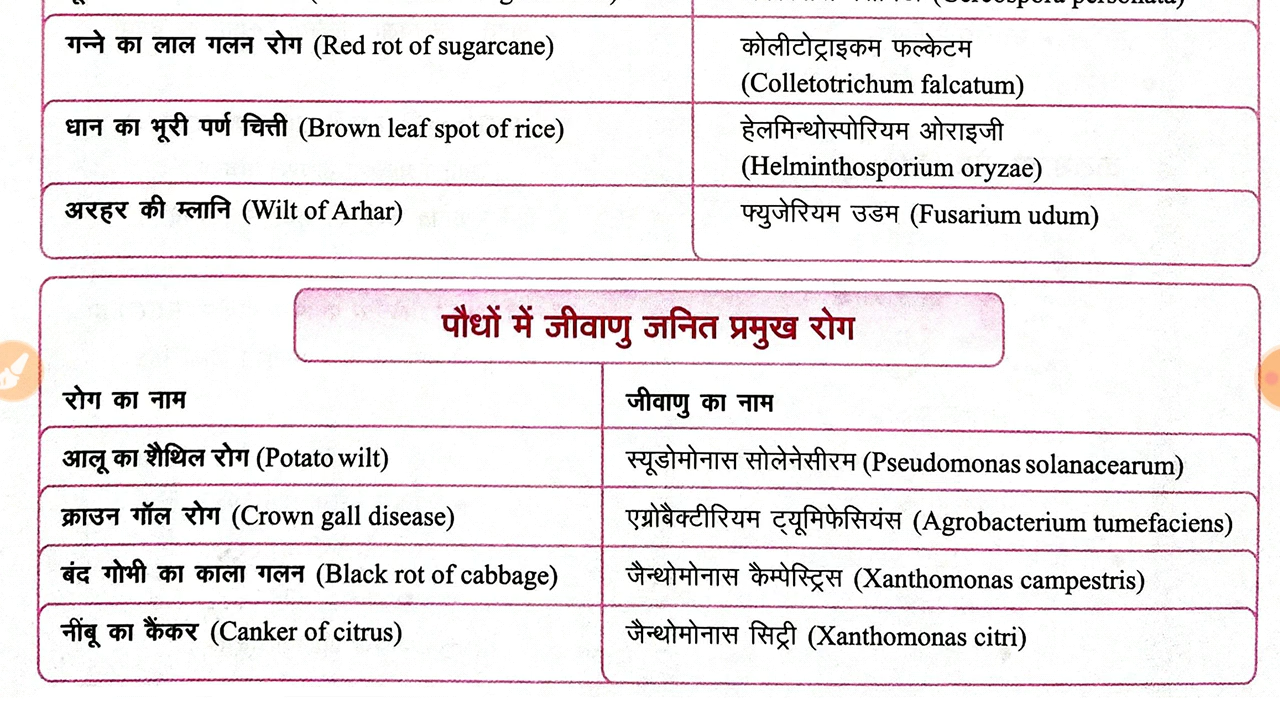 गन्ने का लाल गलन रोग (Red rot of sugarcane)
कोलीटोट्राइकम फल्केटम
(Colletotrichum falcatum)
धान का भूरी पर्ण चित्ती (Brown leaf spot of rice)
हेलमिन्थोस्पोरियम ओराइजी
(Helminthosporium oryzae)
अरहर की म्लानि (Wilt of Arhar)
फ्युजेरियम उडम (Fusarium udum)
पौधों में जीवाणु जनित प्रमुख रोग
रोग का नाम
जीवाणु का नाम
आलू का शैथिल रोग (Potato wilt)
स्यूडोमोनास सोलेनेसीरम (Pseudomonas solanacearum)
क्राउन गॉल रोग (Crown gall disease)
एग्रोबैक्टीरियम ट्यूमिफेसियंस (Agrobacterium tumefaciens)
बंद गोभी का काला गलन (Black rot of cabbage)
जैन्थोमोनास कैम्पेस्ट्रिस (Xanthomonas campestris)
नींबू का कैंकर (Canker of citrus)
जैन्थोमोनास सिट्री (Xanthomonas citri)